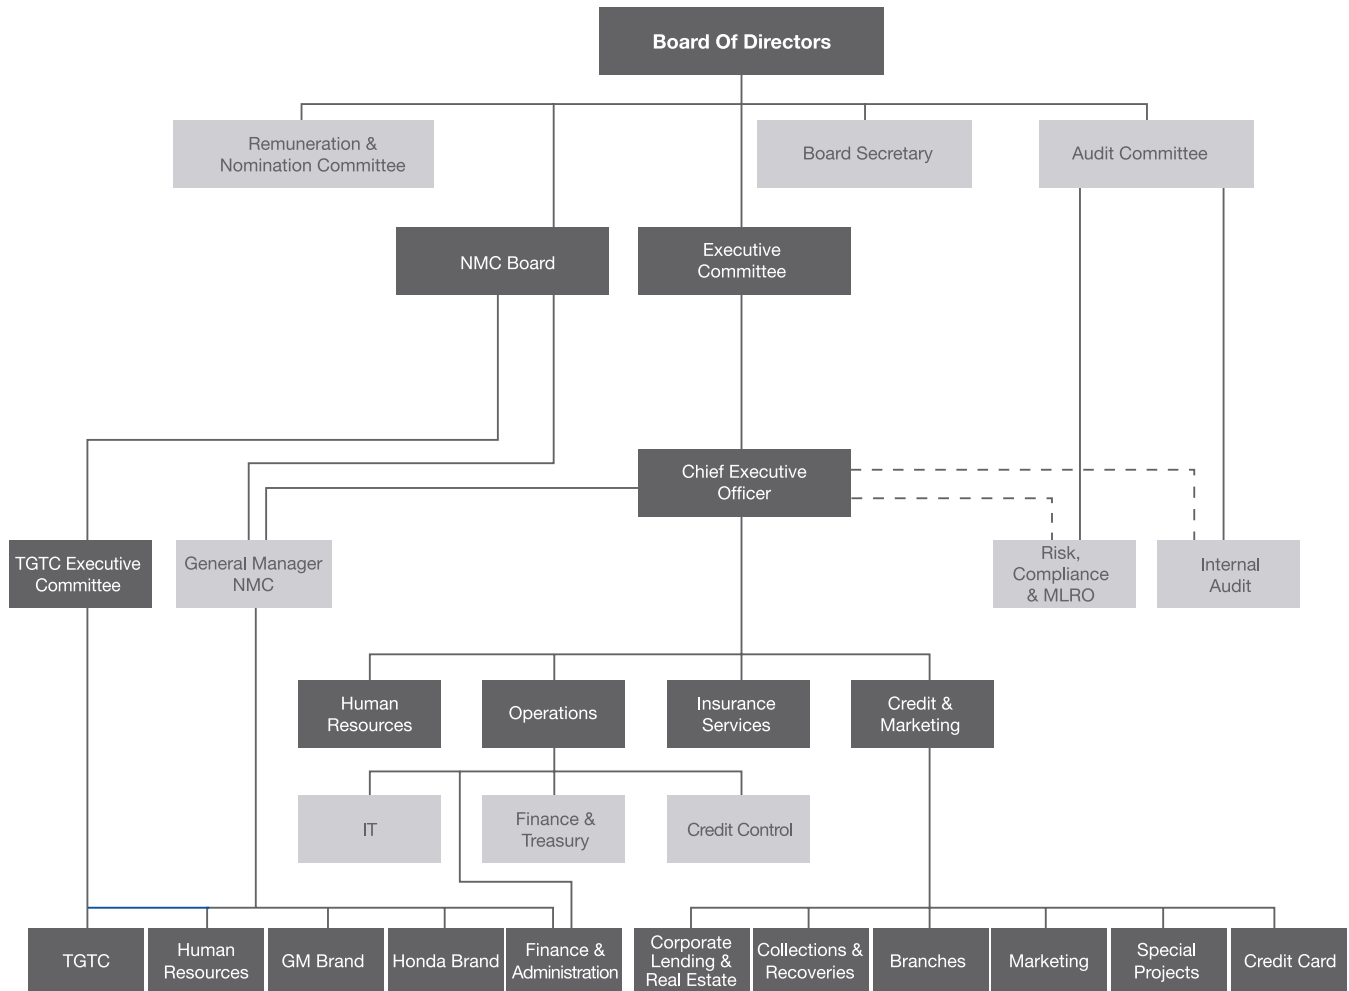 Board Of Directors
Remuneration &
Nomination Committee
Board Secretary
Audit Committee
NMC Board
Executive
Committee
Chief Executive
Officer
TGTC Executive
Committee
General Manager
NMC
Risk,
Compliance
& MLRO
Internal
Audit
Human
Resources
Operations
Insurance
Services
Credit &
Marketing
IT
Finance &
Treasury
Credit Control
TGTC
Human
Resources
GM Brand
Honda Brand
Finance &
Administration
Corporate
Lending &
Real Estate
Collections &
Recoveries
Branches
Marketing
Special
Projects
Credit Card